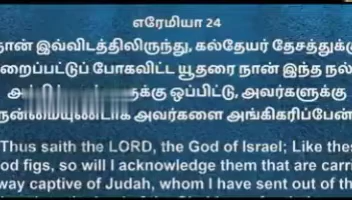 எரேமியா 24
நான் இவ்விடத்திலிருந்து, கல்தேயர் தேசத்துக்கு
றைப்பட்டுப் போகவிட்ட யூதரை நான் இந்த நல்
க்கு ஒப்பிட்டு, அவர்களுக்கு
நன்மையுண்டாக அவர்களை அங்கிகரிப்பேன்
Thus saith the LORD, the God of Israel; Like thes
od figs, so will I acknowledge them that are carri
way captive of Judah, whom I have sent out of th